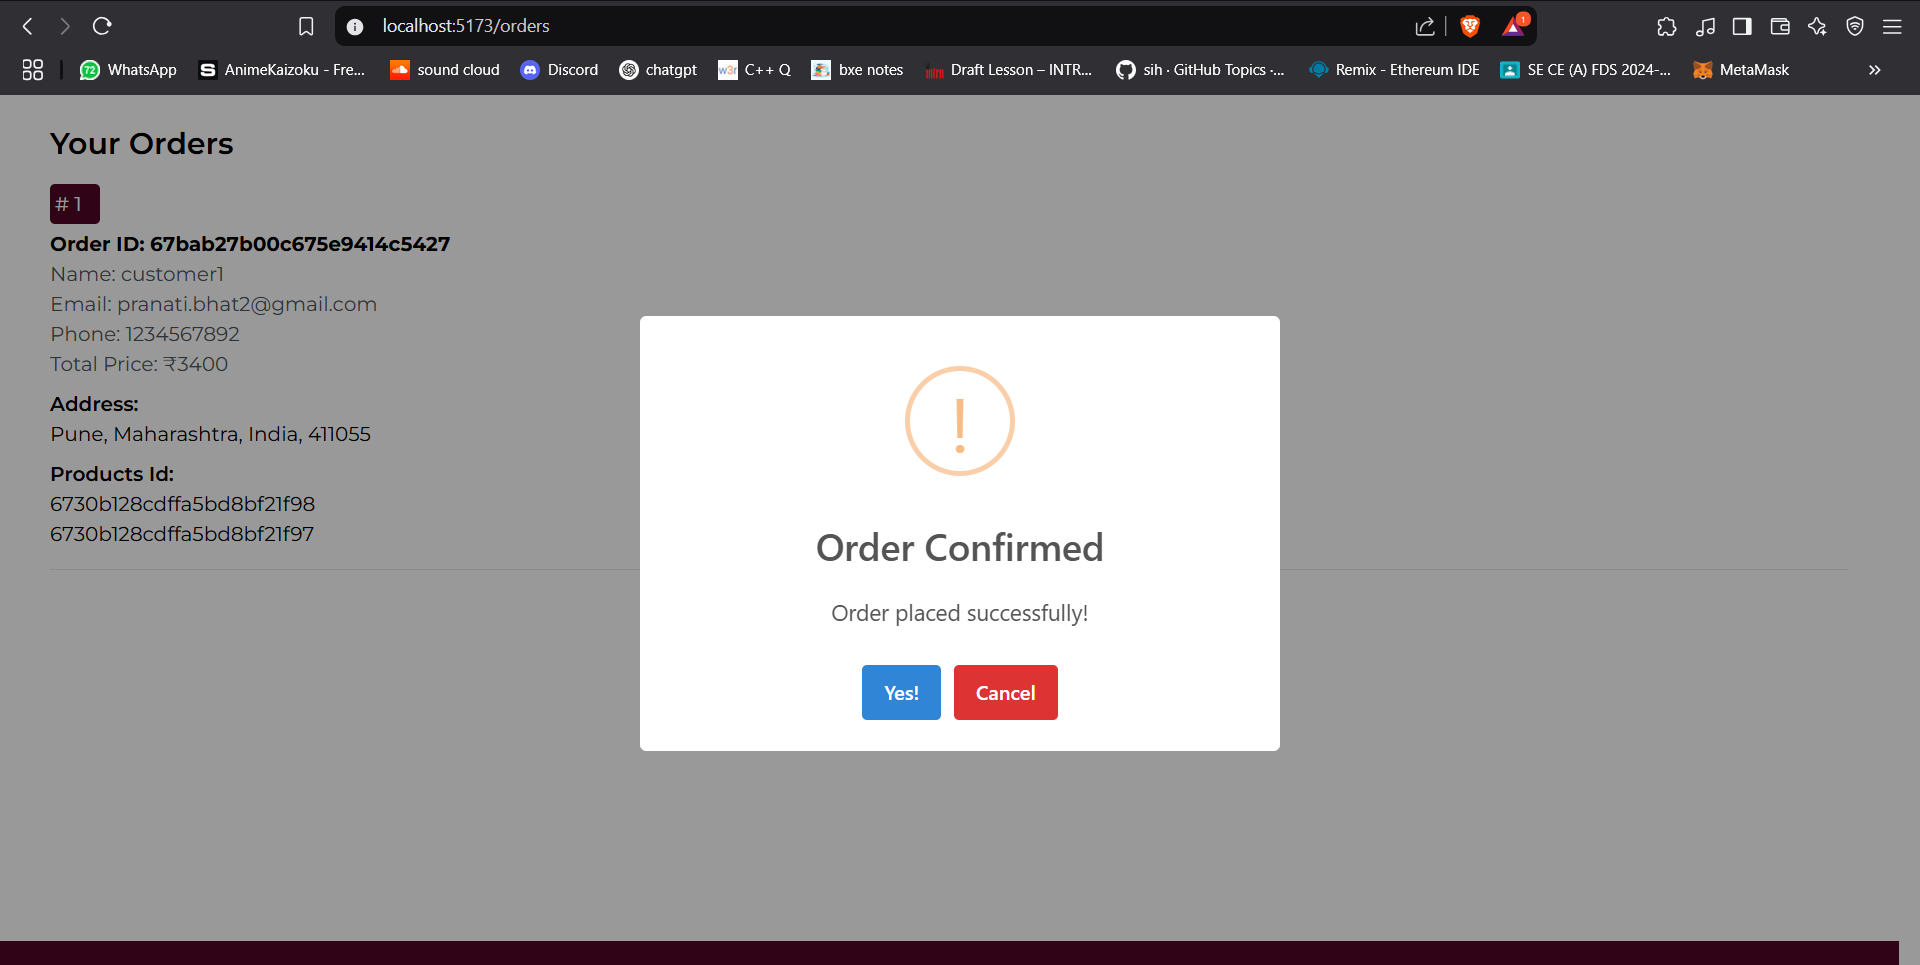 localhost:5173/orders
1
72 WhatsApp
S AnimeKaizoku - Fre...
sound cloud
Discord
chatgpt
w3r C++ Q
bxe notes
Draft Lesson – INTR...
sih · GitHub Topics ·...
Remix - Ethereum IDE
SE CE (A) FDS 2024-...
MetaMask
»
Your Orders
# 1
Order ID: 67bab27b00c675e9414c5427
Name: customer1
Email: pranati.bhat2@gmail.com
Phone: 1234567892
Total Price: ₹3400
Address:
Pune, Maharashtra, India, 411055
Products Id:
6730b128cdffa5bd8bf21f98
6730b128cdffa5bd8bf21f97
!
Order Confirmed
Order placed successfully!
Yes!
Cancel